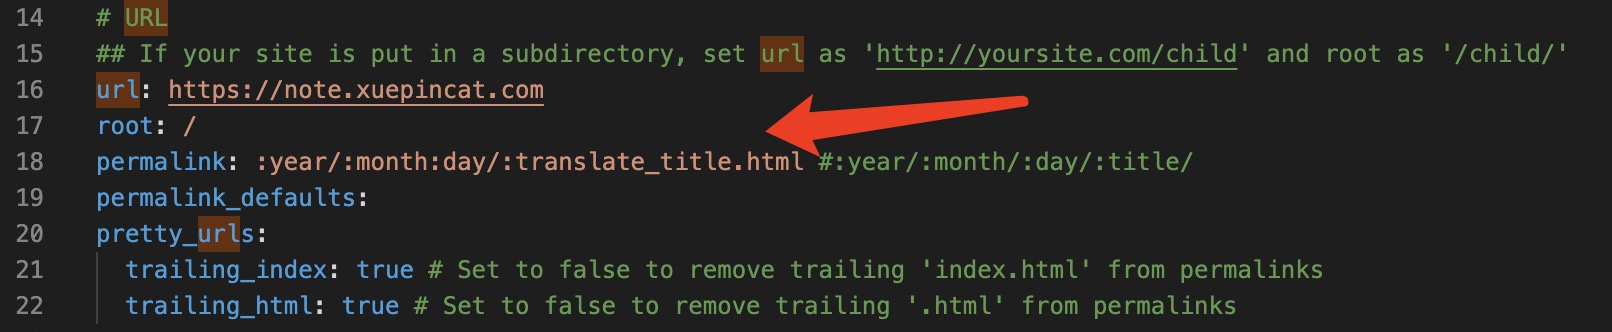 14 # URL
15 ## If your site is put in a subdirectory, set url as 'http://yoursite.com/child' and root as '/child/'
16 url: https://note.xuepincat.com
17 root: /
18 permalink: :year/:month:day/:translate_title.html #:year/:month/:day/:title/
19 permalink_defaults:
20 pretty_urls:
21 trailing_index: true # Set to false to remove trailing 'index.html' from permalinks
22 trailing_html: true # Set to false to remove trailing '.html' from permalinks